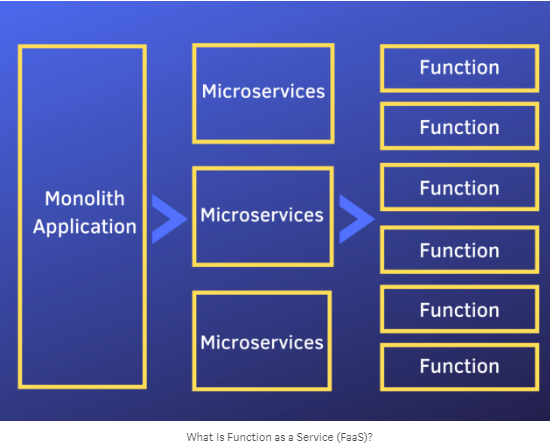 Monolith
Application
Microservices
Microservices
Microservices
Function
Function
Function
Function
Function
Function
What Is Function as a Service (FaaS)?